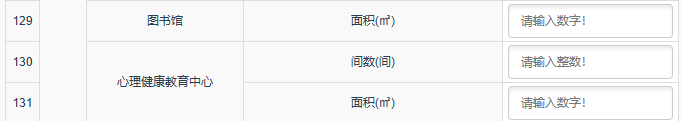 129 图书馆 面积(㎡) 请输入数字!
130 心理健康教育中心 间数(间) 请输入整数!
131 面积(㎡) 请输入数字!